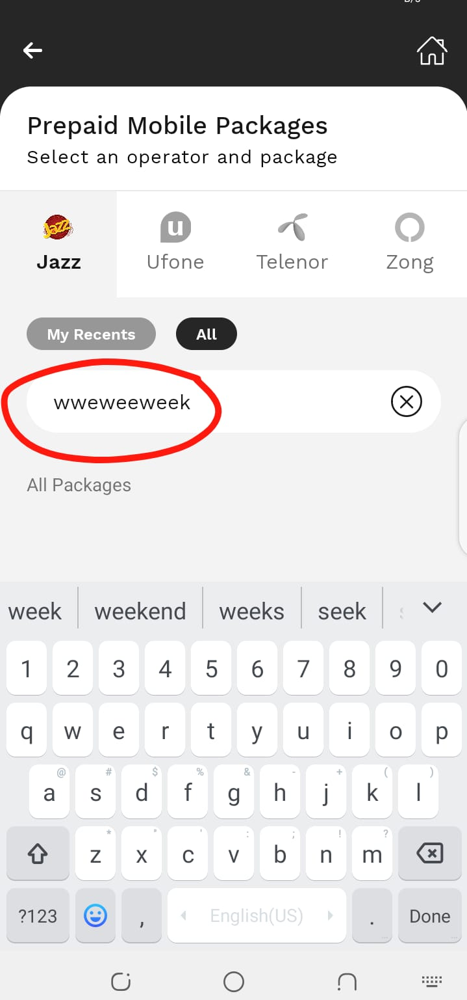 Prepaid Mobile Packages
Select an operator and package
Jazz
u
Jazz Ufone Telenor Zong
My Recents All
wweweeweek
All Packages
week weekend weeks seek
1 2 3 4 5 6 7 8 9 0
q w e r t y u i o p
@ # $ % & - + ( )
a s d f g h j k l
* " ' : ; ! ?
z x c v b n m
?123 , English(US) . Done